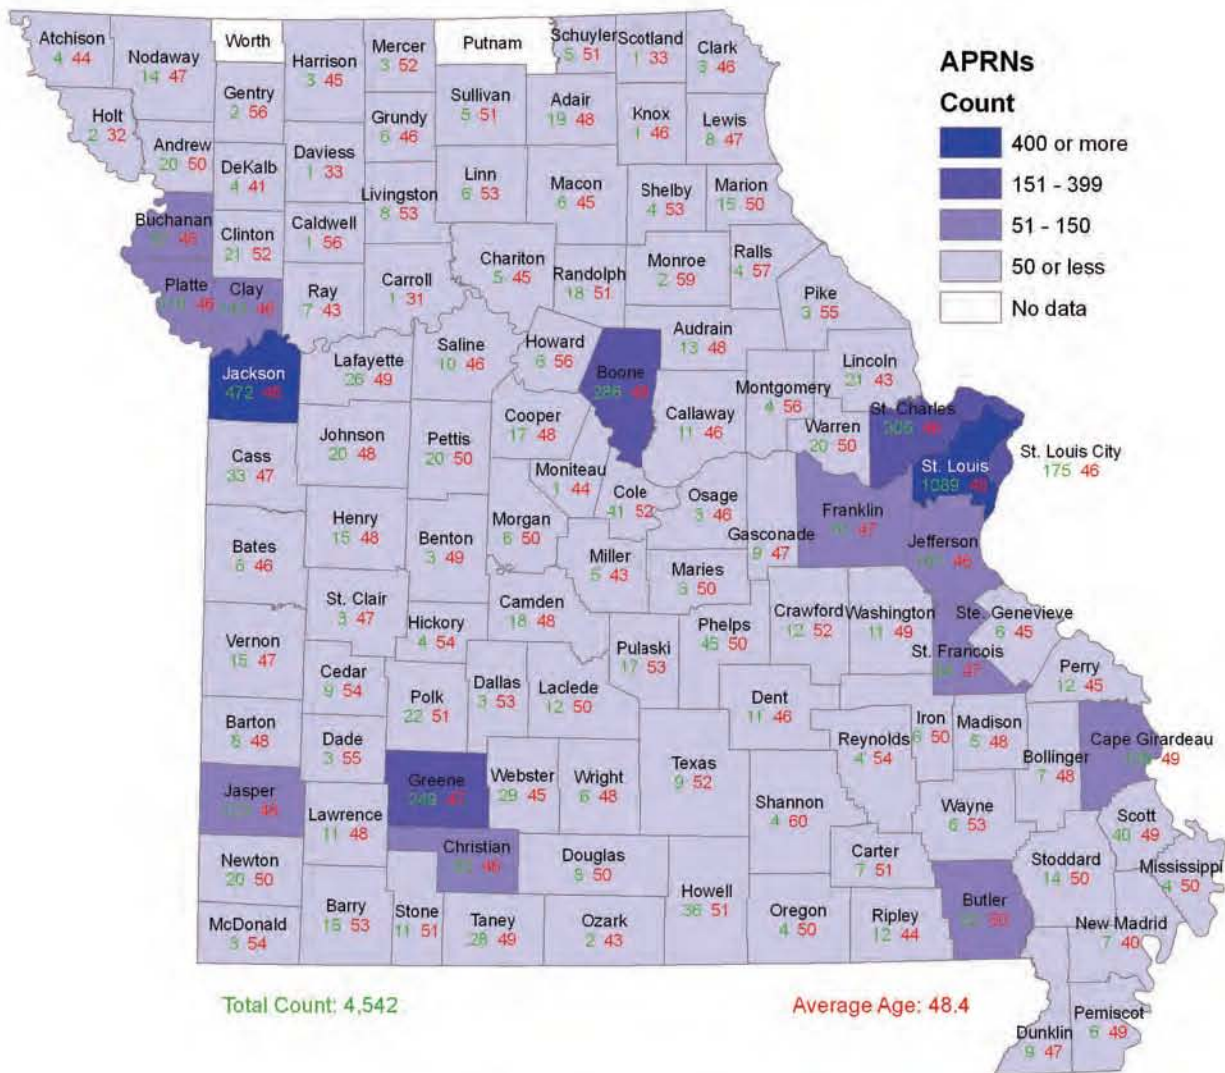 Atchison
4 44
Nodaway
14 47
Worth
Harrison
3 45
Mercer
3 52
Putnam
Schuyler
5 51
Scotland
1 33
Clark
3 46
Holt
2 32
Gentry
2 56
Andrew
20 50
DeKalb
4 41
Daviess
1 33
Grundy
6 46
Sullivan
5 51
Adair
19 48
Knox
1 46
Lewis
8 47
Livingston
8 53
Linn
6 53
Macon
6 45
Shelby
4 53
Marion
15 50
Buchanan
46
Clinton
21 52
Caldwell
1 56
Chariton
5 45
Randolph
18 51
Monroe
2 59
Ralls
4 57
Platte
46
Clay
46
Ray
7 43
Carroll
1 31
Pike
3 55
Jackson
472
Lafayette
26 49
Saline
10 46
Howard
6 56
Boone
286
Audrain
13 48
Montgomery
4 56
Lincoln
21 43
Cass
33 47
Johnson
20 48
Pettis
20 50
Cooper
17 48
Moniteau
1 44
Callaway
11 46
Warren
20 50
St. Charles
St. Louis
1089
St. Louis City
175 46
Cole
41 52
Osage
46
Gasconade
9 47
Franklin
47
Jefferson
46
Bates
46
Henry
15 48
Benton
3 49
Morgan
6 50
Miller
5 43
Maries
3 50
St. Clair
3 47
Hickory
4 54
Camden
18 48
Pulaski
17 53
Phelps
45 50
Crawford
12 52
Washington
11 49
Ste. Genevieve
6 45
St. Francois
47
Perry
12 45
Vernon
15 47
Cedar
9 54
Polk
22 51
Dallas
3 53
Laclede
12 50
Dent
11 46
Iron
6 50
Madison
5 48
Bollinger
7 48
Cape Girardeau
49
Barton
48
Dade
3 55
Greene
249 47
Webster
29 45
Wright
6 48
Texas
9 52
Reynolds
4 54
Shannon
4 60
Wayne
6 53
Scott
40 49
Jasper
Lawrence
11 48
Christian
46
Douglas
50
Carter
7 51
Stoddard
14 50
Mississippi
4 50
Newton
20 50
Howell
36 51
Butler
50
New Madrid
7 40
McDonald
3 54
Barry
53
Stone
11 51
Taney
28 49
Ozark
2 43
Oregon
4 50
Ripley
12 44
Dunklin
9 47
Pemiscot
6 49
APRNs
Count
400 or more
151 - 399
51 - 150
50 or less
No data
Total Count: 4,542
Average Age: 48.4